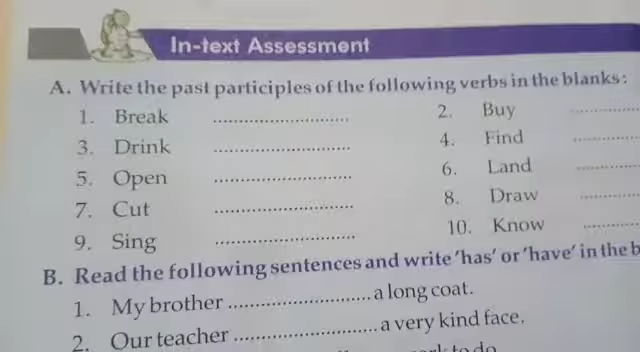 In-text Assessment
A. Write the past participles of the following verbs in the blanks:
1. Break ........................... 2. Buy ..............
3. Drink ........................... 4. Find ..............
5. Open ........................... 6. Land ..............
7. Cut ........................... 8. Draw ..............
9. Sing ........................... 10. Know ..............
B. Read the following sentences and write 'has' or 'have' in the b
1. My brother ........................... a long coat.
2. Our teacher ........................... a very kind face.
to do